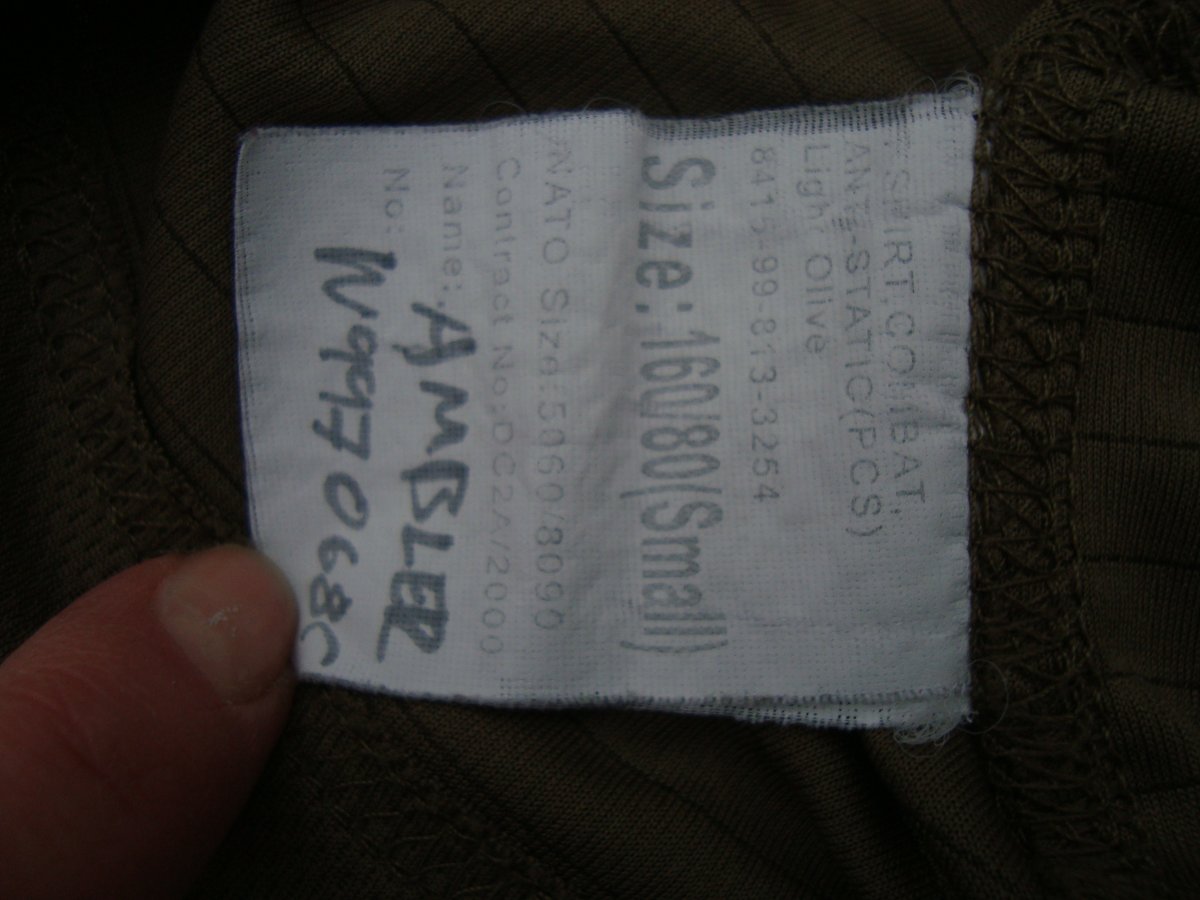 T-SHIRT,COMBAT,
ANTI-STATIC(PCS)
Light Olive
8415-99-813-3254
Size:160/80(Small)
NATO Size:5060/8090
Contract No:DC2A/2000
Name: AMBLER
No: W997068C